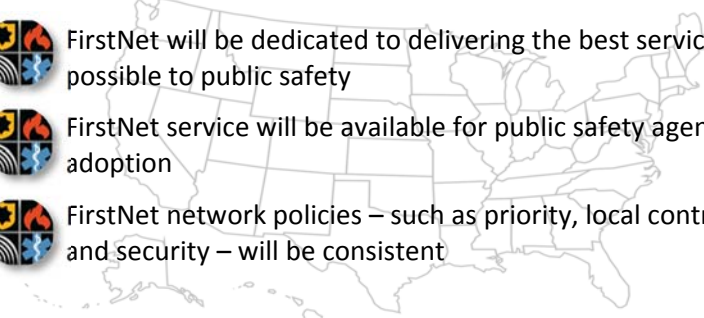 FirstNet will be dedicated to delivering the best servic
possible to public safety
FirstNet service will be available for public safety agen
adoption
FirstNet network policies – such as priority, local contr
and security – will be consistent